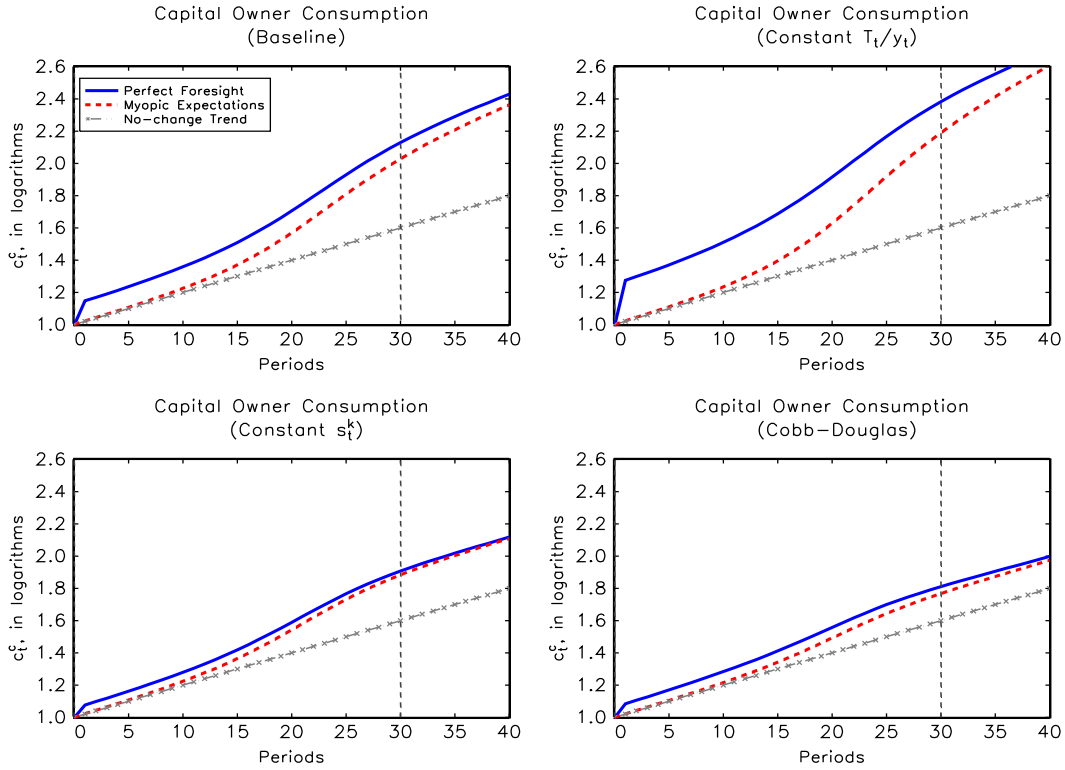 Capital Owner Consumption
(Baseline)
c_t^c, in logarithms
2.6
2.4
2.2
2.0
1.8
1.6
1.4
1.2
1.0
Perfect Foresight
Myopic Expectations
No-change Trend
0 5 10 15 20 25 30 35 40
Periods
Capital Owner Consumption
(Constant T_t/y_t)
c_t^c, in logarithms
2.6
2.4
2.2
2.0
1.8
1.6
1.4
1.2
1.0
0 5 10 15 20 25 30 35 40
Periods
Capital Owner Consumption
(Constant s_t^k)
c_t^c, in logarithms
2.6
2.4
2.2
2.0
1.8
1.6
1.4
1.2
1.0
0 5 10 15 20 25 30 35 40
Periods
Capital Owner Consumption
(Cobb-Douglas)
c_t^c, in logarithms
2.6
2.4
2.2
2.0
1.8
1.6
1.4
1.2
1.0
0 5 10 15 20 25 30 35 40
Periods